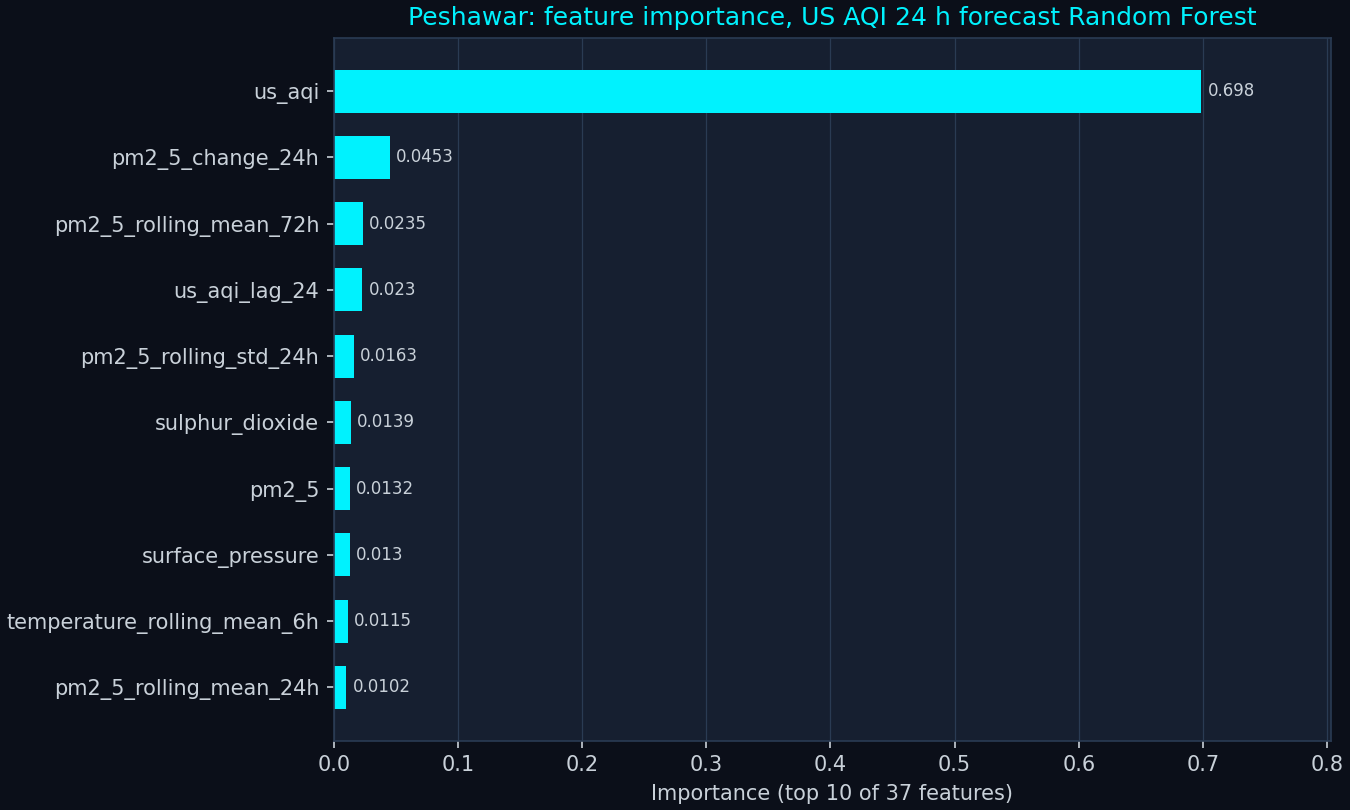 Peshawar: feature importance, US AQI 24 h forecast Random Forest
us_aqi 0.698
pm2_5_change_24h 0.0453
pm2_5_rolling_mean_72h 0.0235
us_aqi_lag_24 0.023
pm2_5_rolling_std_24h 0.0163
sulphur_dioxide 0.0139
pm2_5 0.0132
surface_pressure 0.013
temperature_rolling_mean_6h 0.0115
pm2_5_rolling_mean_24h 0.0102
0.0 0.1 0.2 0.3 0.4 0.5 0.6 0.7 0.8
Importance (top 10 of 37 features)